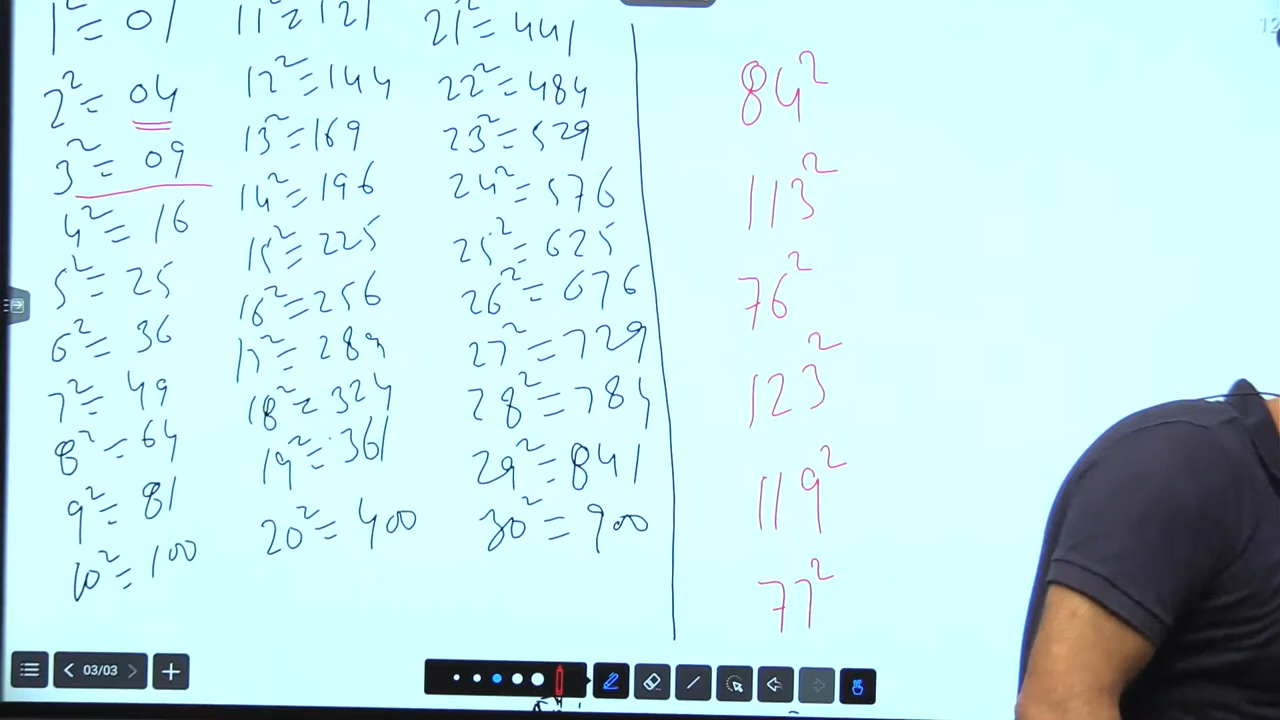 1² = 01
2² = 04
3² = 09
4² = 16
5² = 25
6² = 36
7² = 49
8² = 64
9² = 81
10² = 100
11² = 121
12² = 144
13² = 169
14² = 196
15² = 225
16² = 256
17² = 289
18² = 324
19² = 361
20² = 400
21² = 441
22² = 484
23² = 529
24² = 576
25² = 625
26² = 676
27² = 729
28² = 784
29² = 841
30² = 900
84²
113²
76²
123²
119²
77²
03/03